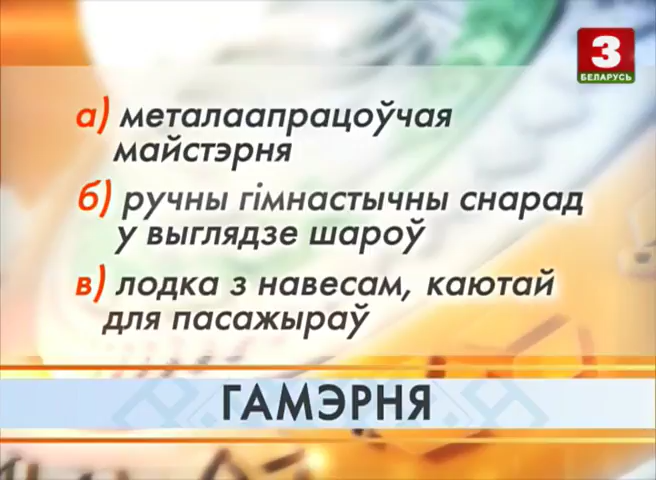 3
БЕЛАРУСЬ
а) металаапрацоўчая
майстэрня
б) ручны гімнастычны снарад
у выглядзе шароў
в) лодка з навесам, каютай
для пасажыраў
ГАМЭРНЯ